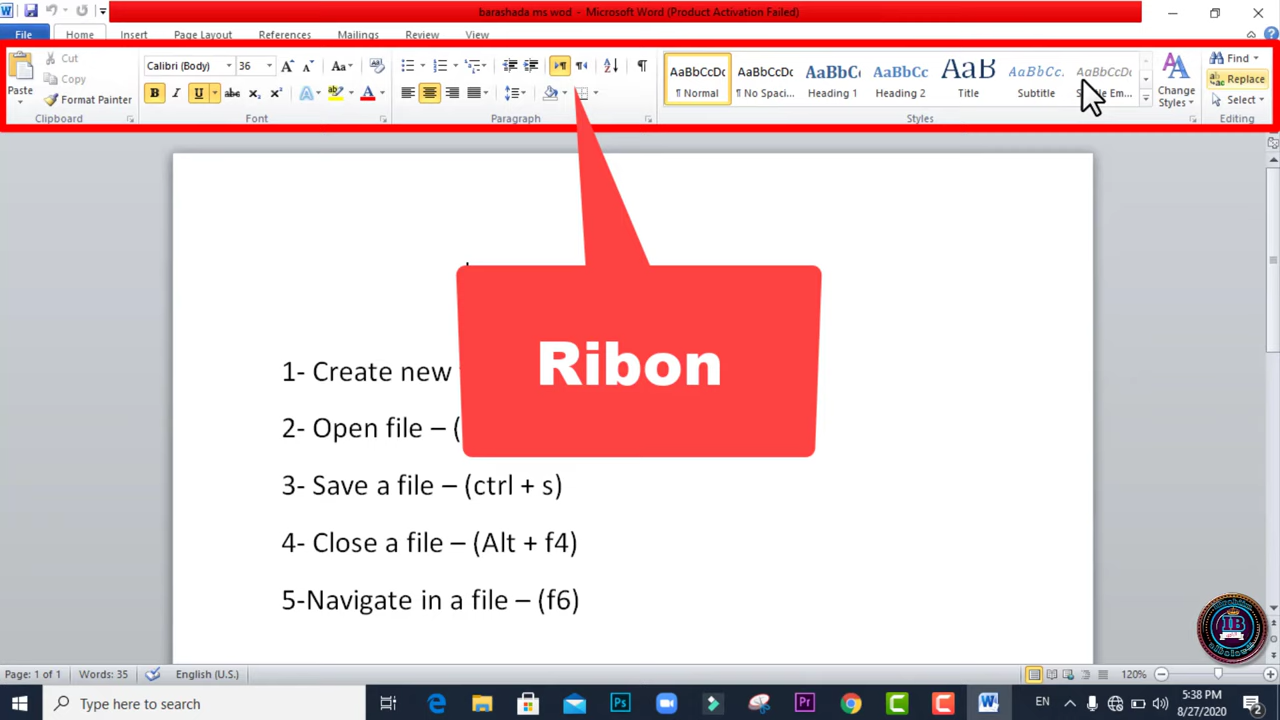 barashada ms wod - Microsoft Word (Product Activation Failed)
File Home Insert Page Layout References Mailings Review View
Paste
Cut
Copy
Format Painter
Clipboard
Calibri (Body) 36
Font
Paragraph
AaBbCcDc AaBbCcDc AaBbC AaBbCc AaB AaBbCc. AaBbCcDc
¶ Normal ¶ No Spaci... Heading 1 Heading 2 Title Subtitle
Styles
Change
Styles
Find
Replace
Select
Editing
Ribon
1- Create new
2- Open file – (
3- Save a file – (ctrl + s)
4- Close a file – (Alt + f4)
5-Navigate in a file – (f6)
IB
Page: 1 of 1 Words: 35 English (U.S.) 120%
Type here to search
EN
5:38 PM
8/27/2020
2